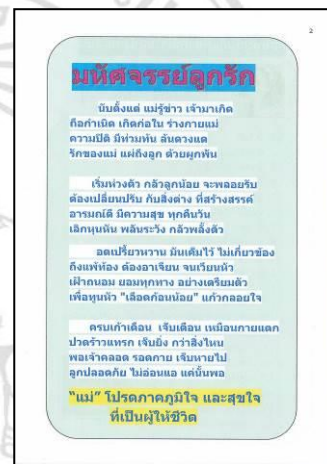 2
มหัศจรรย์ลูกรัก
นับตั้งแต่ แม่รู้ข่าว เจ้ามาเกิด
ถือกำเนิด เกิดก่อใน ร่างกายแม่
ความปิติ มีท่วมท้น ล้นดวงแด
รักของแม่ แผ่ถึงลูก ด้วยผูกพัน
เริ่มห่วงตัว กลัวลูกน้อย จะพลอยรับ
ต้องเปลี่ยนปรับ กับสิ่งต่าง ที่สร้างสรรค์
อารมณ์ดี มีความสุข ทุกคืนวัน
เลิกหุนหัน พลันระวัง กลัวพลั้งตัว
อดเปรี้ยวหวาน มันเค็มไว้ ไม่เกี่ยวข้อง
ถึงแพ้ท้อง ต้องอาเจียน จนเวียนหัว
เฝ้าถนอม ยอมทุกทาง อย่างเตรียมตัว
เพื่อทูนหัว "เลือดก้อนน้อย" แก้วกลอยใจ
ครบเก้าเดือน เจ็บเตือน เหมือนกายแตก
ปวดร้าวแทรก เจ็บยิ่ง กว่าสิ่งไหน
พอเจ้าคลอด รอดกาย เจ็บหายไป
ลูกปลอดภัย ไม่อ่อนแอ แค่นั้นพอ
"แม่" โปรดภาคภูมิใจ และสุขใจ
ที่เป็นผู้ให้ชีวิต